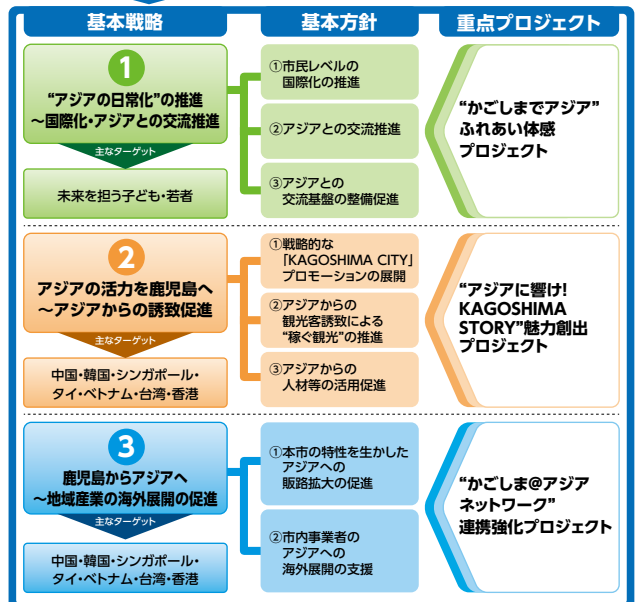 基本戦略
基本方針
重点プロジェクト
1
“アジアの日常化”の推進
～国際化・アジアとの交流推進
主なターゲット
未来を担う子ども・若者
①市民レベルの
国際化の推進
②アジアとの交流推進
③アジアとの
交流基盤の整備促進
“かごしまでアジア”
ふれあい体感
プロジェクト
2
アジアの活力を鹿児島へ
～アジアからの誘致促進
主なターゲット
中国・韓国・シンガポール・
タイ・ベトナム・台湾・香港
①戦略的な
「KAGOSHIMA CITY」
プロモーションの展開
②アジアからの
観光客誘致による
“稼ぐ観光”の推進
③アジアからの
人材等の活用促進
“アジアに響け!
KAGOSHIMA
STORY”魅力創出
プロジェクト
3
鹿児島からアジアへ
～地域産業の海外展開の促進
主なターゲット
中国・韓国・シンガポール・
タイ・ベトナム・台湾・香港
①本市の特性を生かした
アジアへの
販路拡大の促進
②市内事業者の
アジアへの
海外展開の支援
“かごしま@アジア
ネットワーク”
連携強化プロジェクト